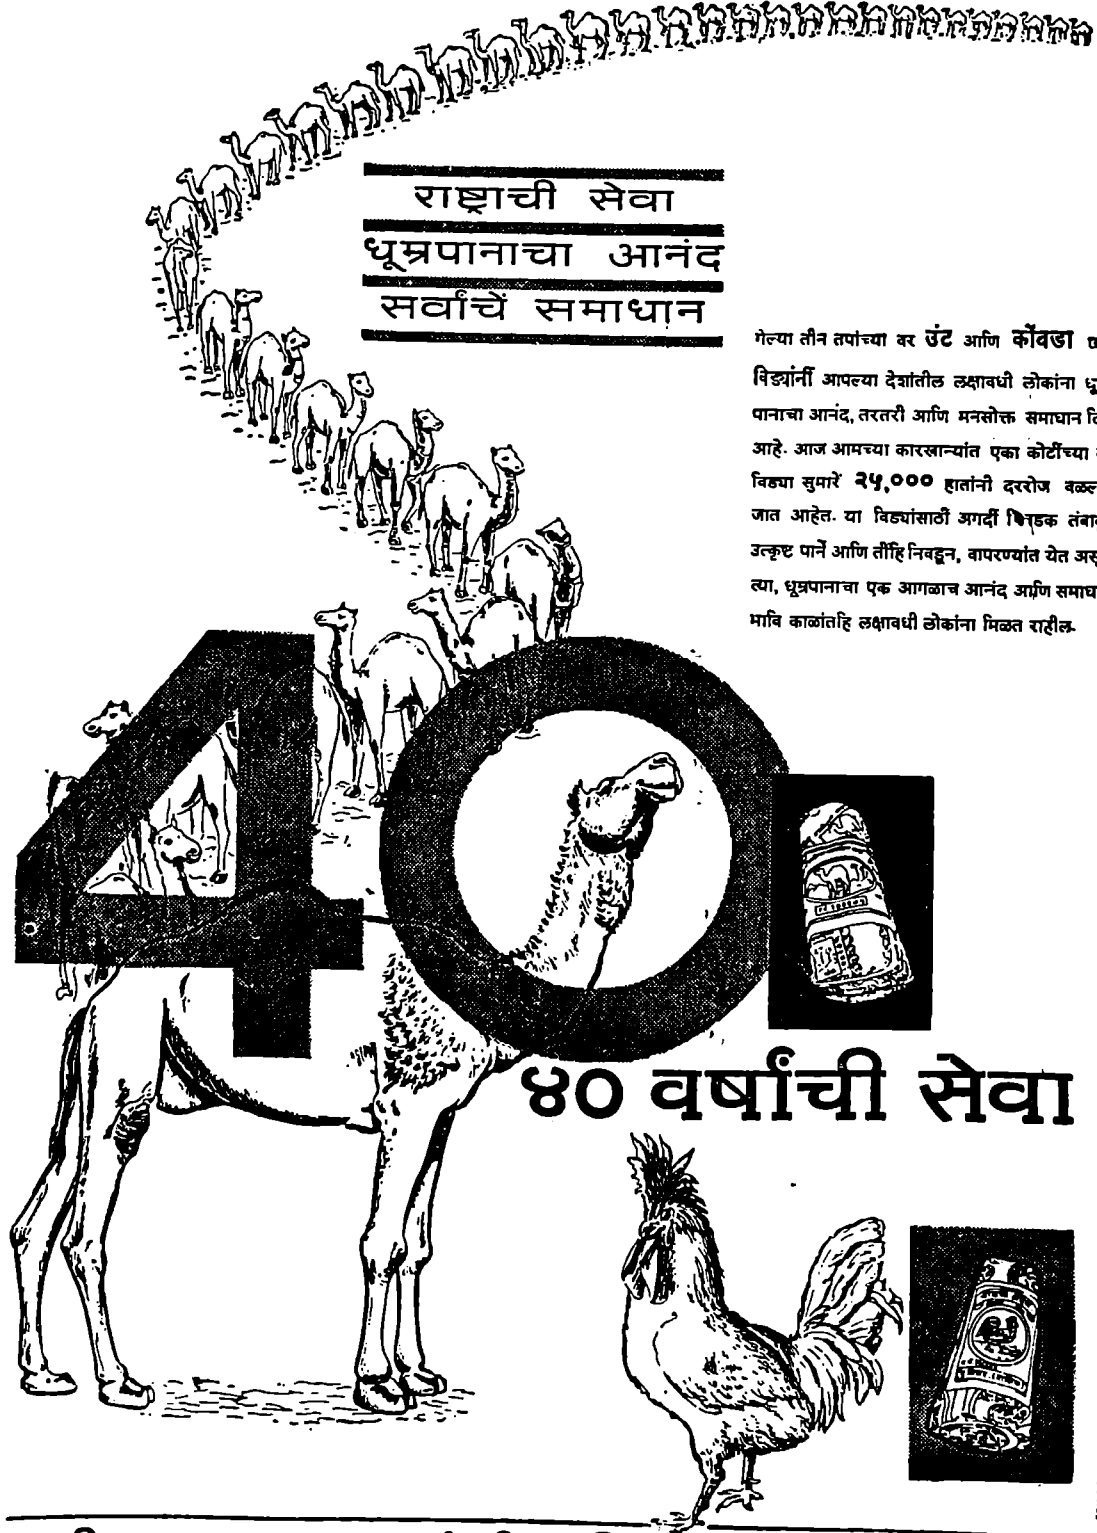 राष्ट्राची सेवा
धूम्रपानाचा आनंद
सर्वांचें समाधान
गेल्या तीन तपांच्या वर उंट आणि कोंवडा
विड्यांनीं आपल्या देशांतील लक्षावधी लोकांना
पानाचा आनंद, तरतरी आणि मनसोक्त समाधान
आहे. आज आमच्या कारखान्यांत एका कोटींच्या
विड्या सुमारें २५,००० हातांनी दररोज
जात आहेत. या विड्यांसाठी अगदीं
उत्कृष्ट पानें आणि तींहि निवडून, वापरण्यांत येत
त्या, धूम्रपानाचा एक आगळाच आनंद आणि
भावि काळांतहि लक्षावधी लोकांना मिळत राहील.
40
४० वर्षांची सेवा